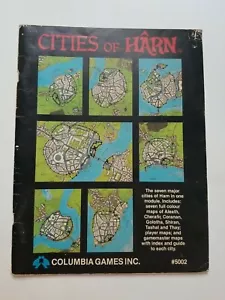 CITIES OF HÂRN
The seven major
cities of Harn in one
module. Includes:
seven full colour
maps of Aleath,
Cherafir, Coranan,
Golotha, Shiran,
Tashal and Thay;
player maps; and
gamemaster maps
with index and guide
to each city.
COLUMBIA GAMES INC.
#5002